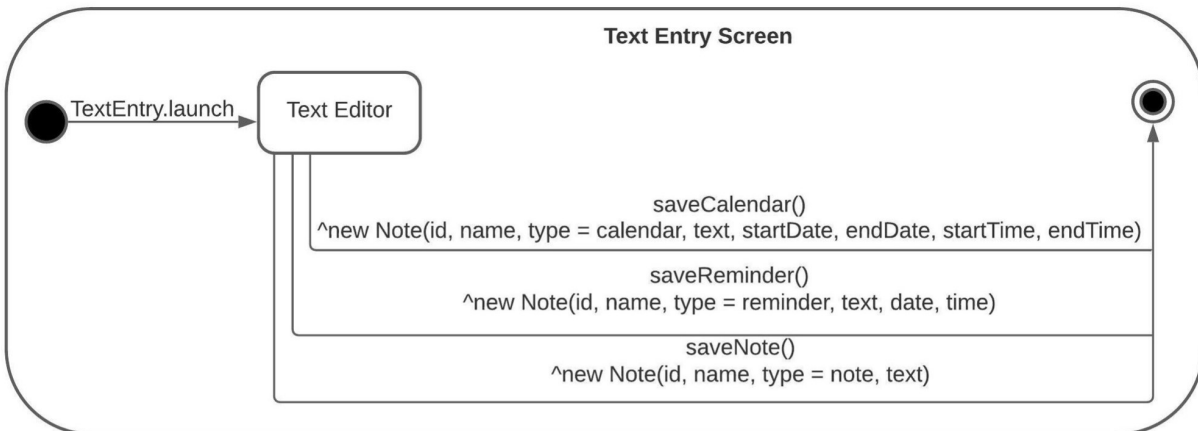 Text Entry Screen
TextEntry.launch
Text Editor
saveCalendar()
^new Note(id, name, type = calendar, text, startDate, endDate, startTime, endTime)
saveReminder()
^new Note(id, name, type = reminder, text, date, time)
saveNote()
^new Note(id, name, type = note, text)